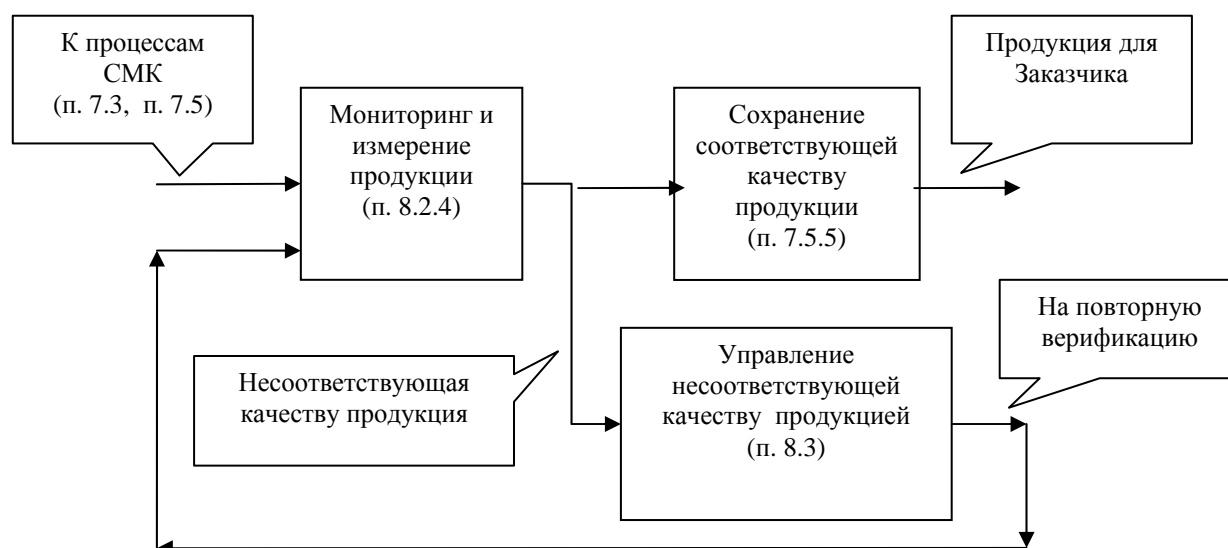 К процессам
СМК
(п. 7.3, п. 7.5)
Мониторинг и
измерение
продукции
(п. 8.2.4)
Сохранение
соответствующей
качеству
продукции
(п. 7.5.5)
Продукция для
Заказчика
Несоответствующая
качеству продукция
Управление
несоответствующей
качеству продукцией
(п. 8.3)
На повторную
верификацию